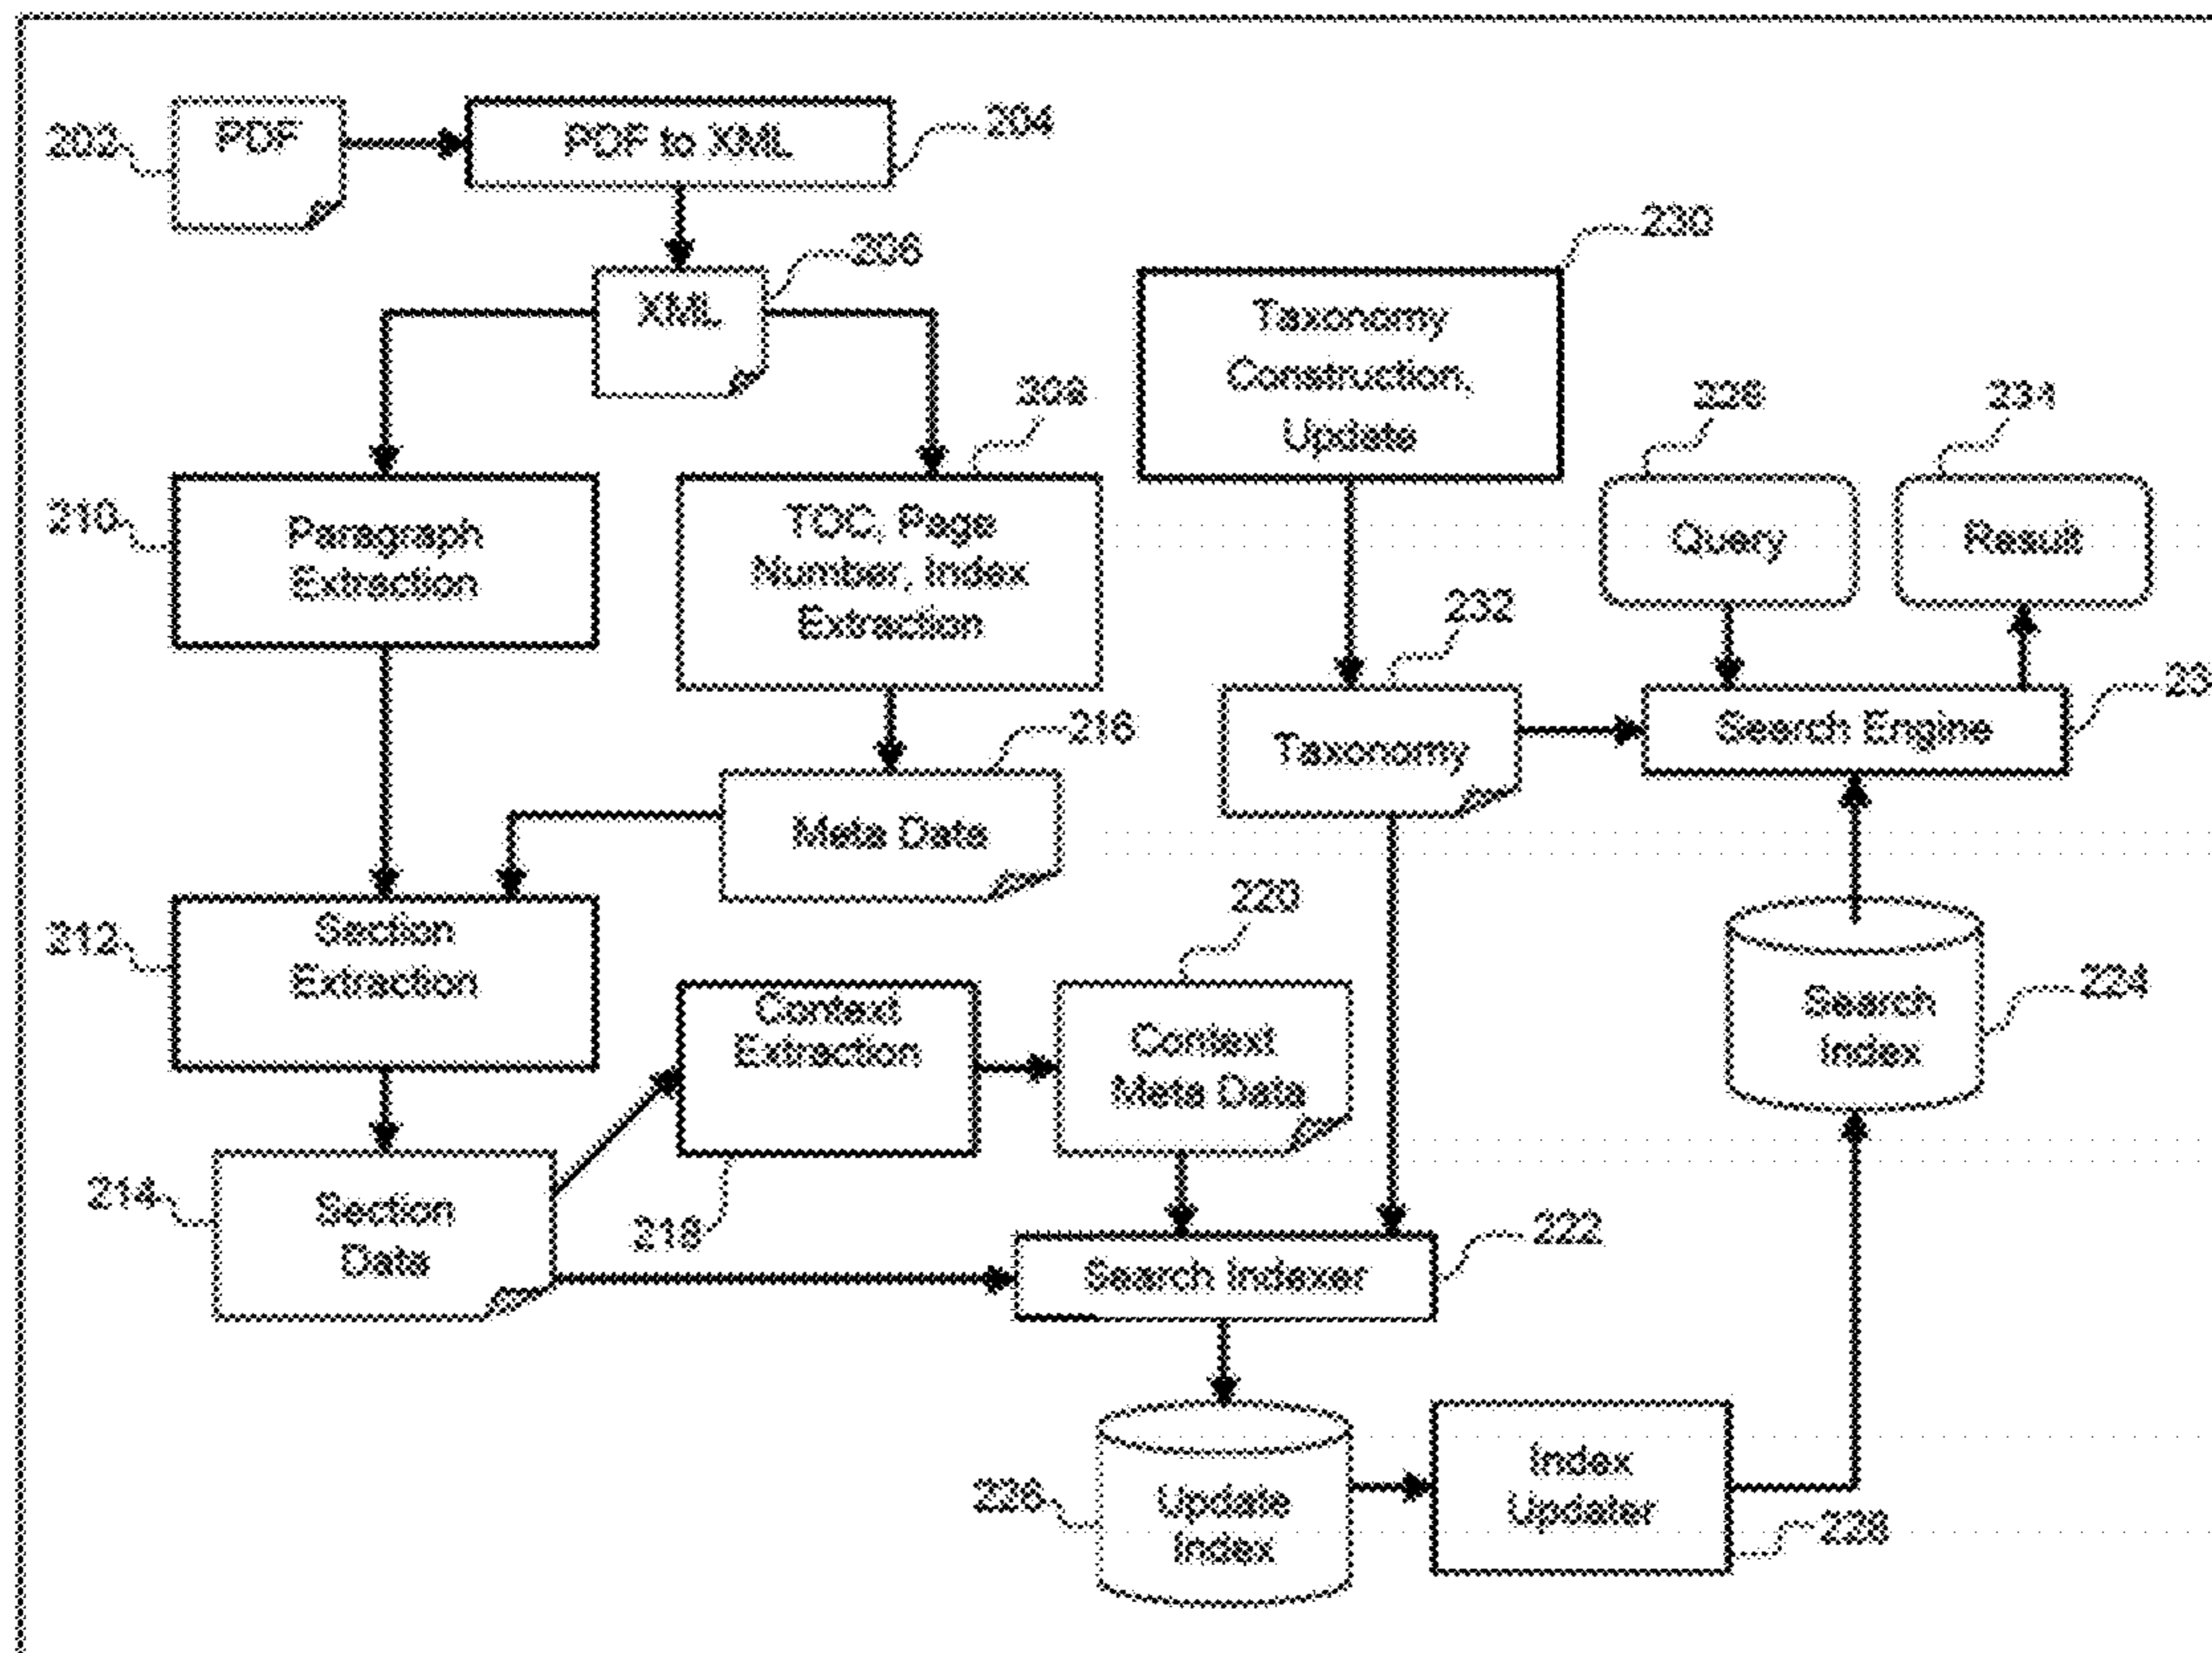 202
PDF
PDF to XML
204
206
XML
230
Taxonomy
Construction,
Update
208
234
210
Paragraph
Extraction
TOC, Page
Number, Index
Extraction
Query
Result
232
Taxonomy
Search Engine
23
216
Meta Data
212
Section
Extraction
220
Context
Extraction
Context
Meta Data
Search
Index
224
214
Section
Data
218
Search Indexer
222
226
Update
Index
Index
Updater
228